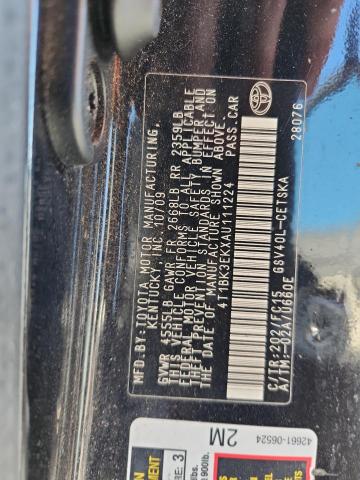 MFD.BY:TOYOTA MOTOR MANUFACTURING,
KENTUCKY, INC. 10/09
GVWR 4555LB GAWR FR 2668LB RR 2359LB
THIS VEHICLE CONFORMS TO ALL APPLICABLE
FEDERAL MOTOR VEHICLE SAFETY, BUMPER, AND
THEFT PREVENTION STANDARDS IN EFFECT ON
THE DATE OF MANUFACTURE SHOWN ABOVE.
4T1BK3EKXAU111224 PASS.CAR
C/TR:202/FC15 GSV40L-CETSKA
A/TM:-02A/U660E
28076
42661-06524
2M